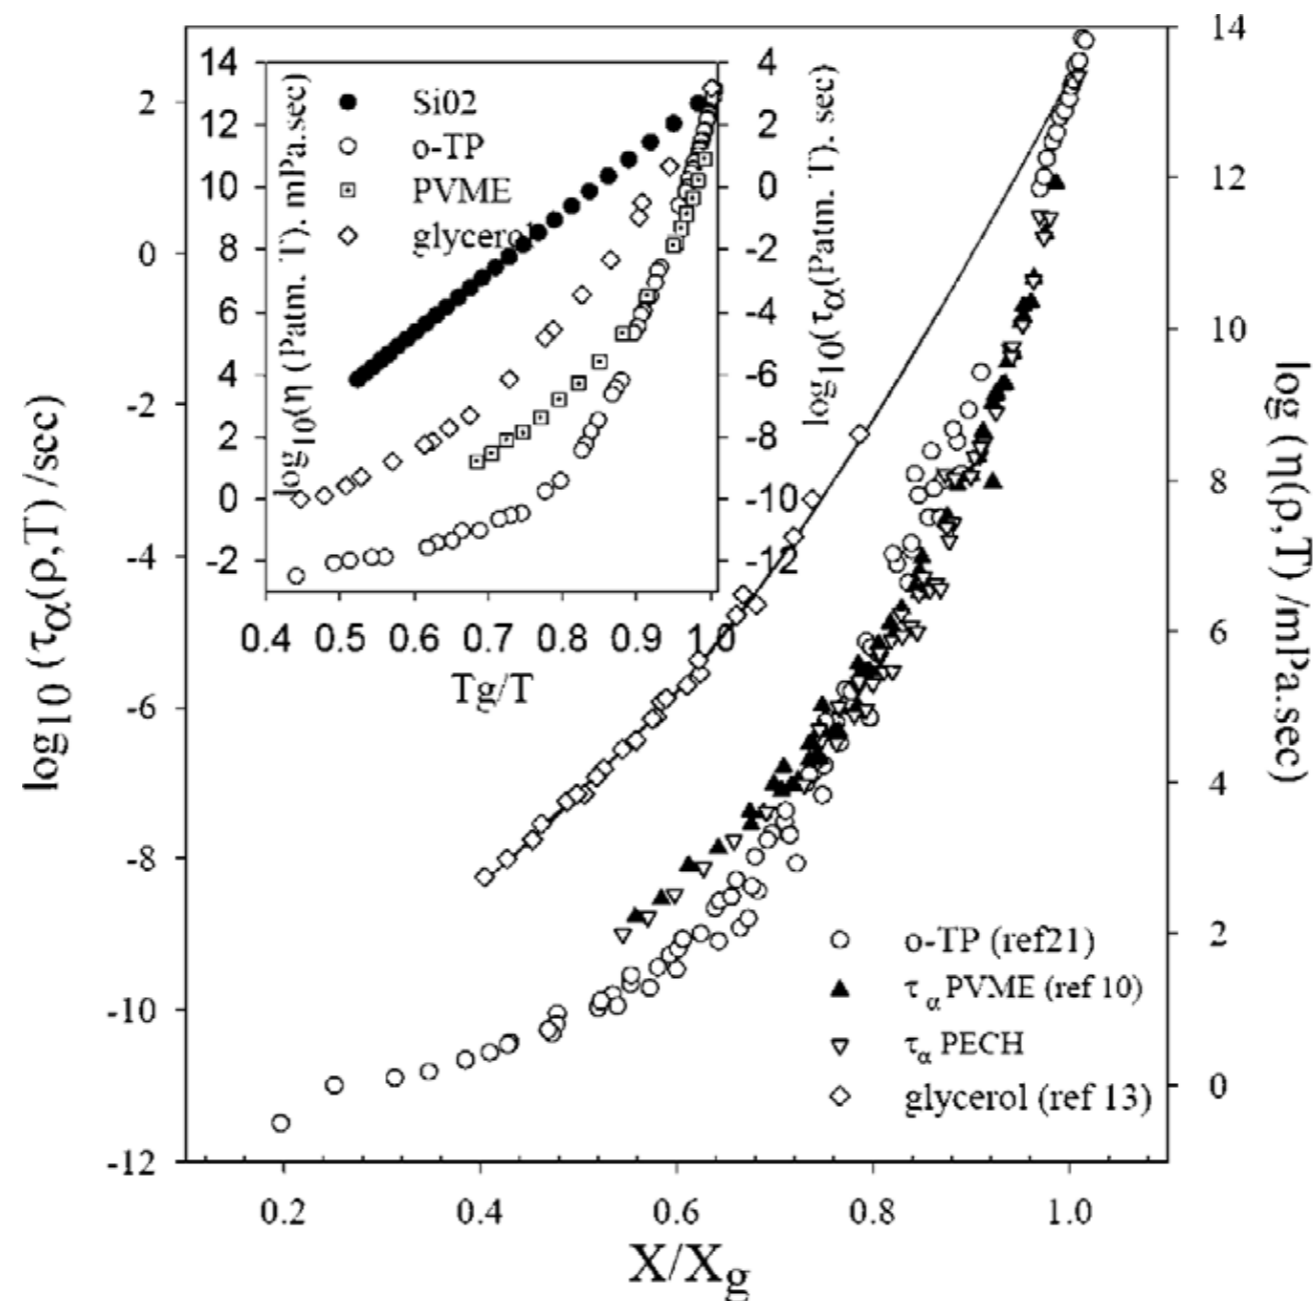 14
2
0
-2
-4
-6
-8
-10
-12
log10 (τα(ρ,T) /scc)
14
12
10
8
6
4
2
0
log (η(ρ,T) /mPa.sec)
0.2 0.4 0.6 0.8 1.0
X/Xg
14
12
10
8
6
4
2
0
-2
log10(η (Patm. T). mPa.sec)
4
2
0
-2
-4
-6
-8
-10
-12
log10(τα(Patm. T). sec)
Si02
o-TP
PVME
glycerol
0.4 0.5 0.6 0.7 0.8 0.9 1.0
Tg/T
o-TP (ref21)
τα PVME (ref 10)
τα PECH
glycerol (ref 13)